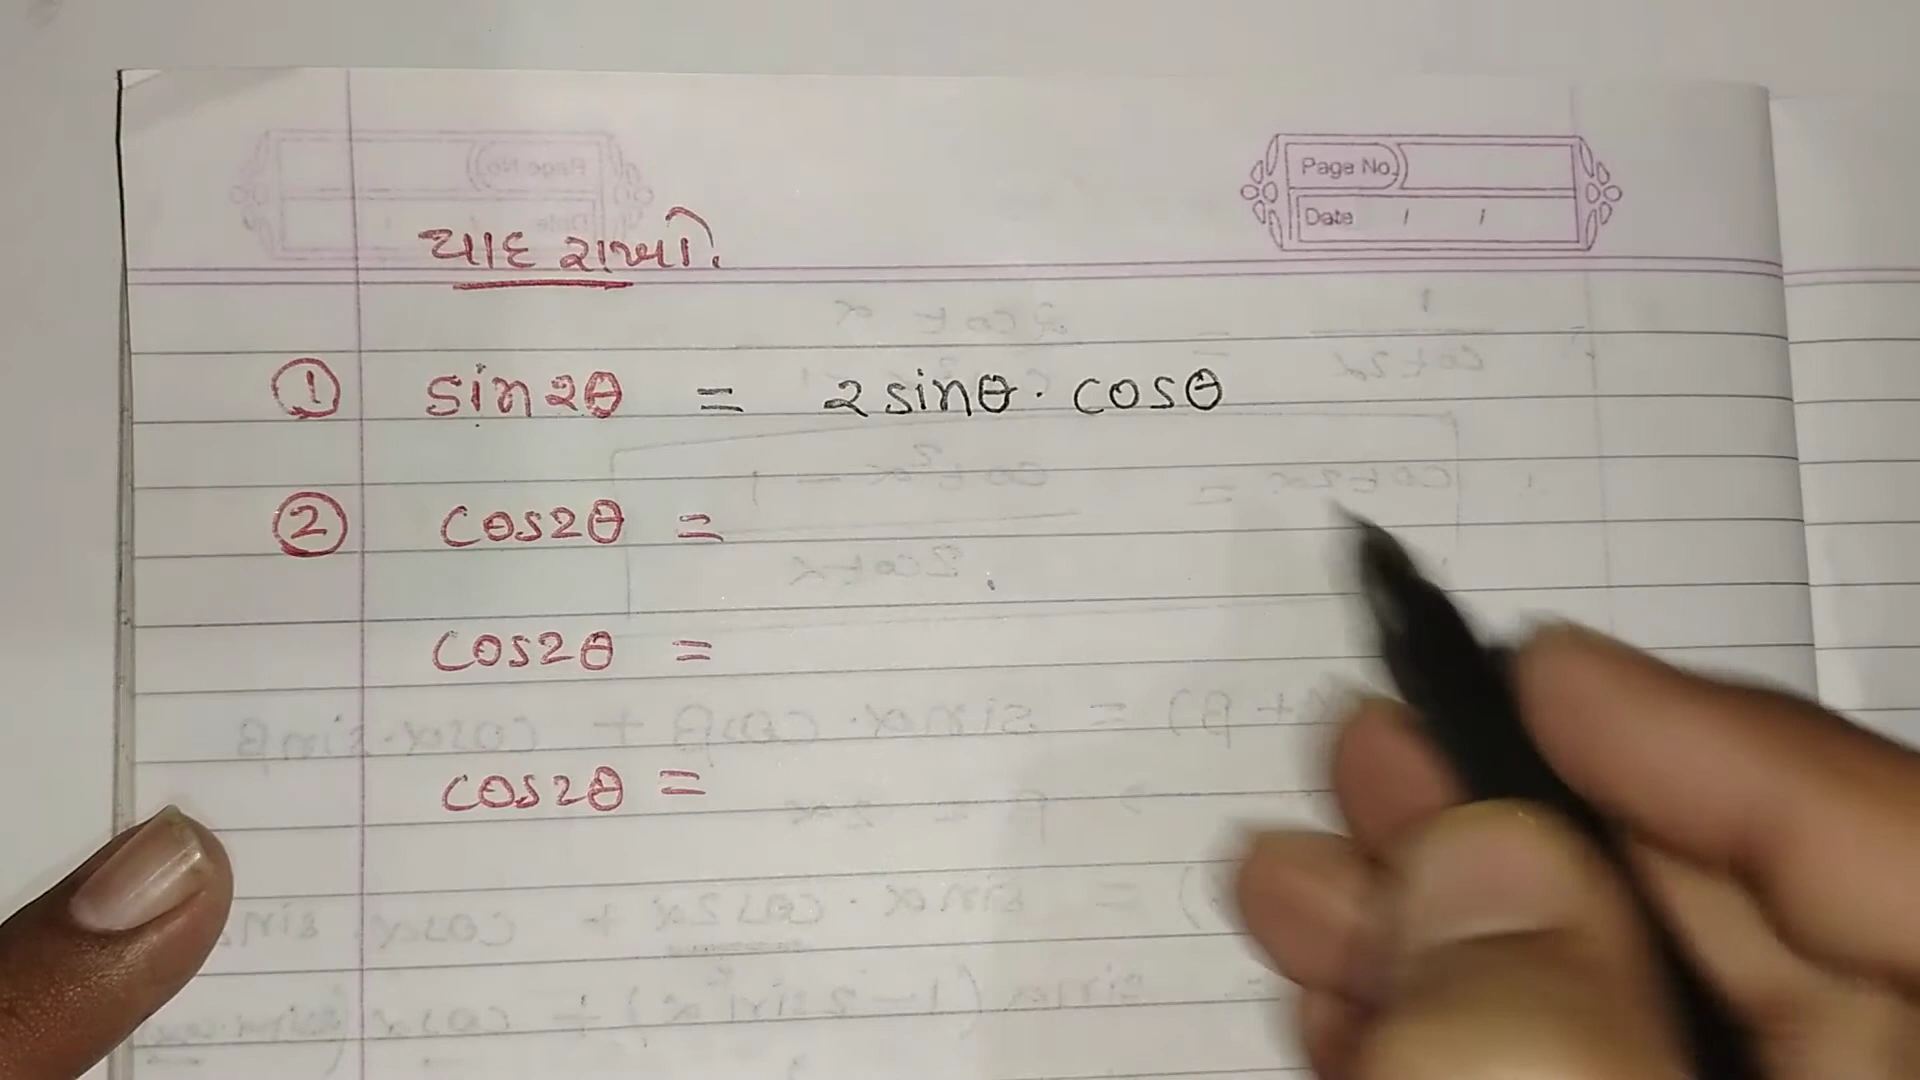 Page No.
Date / /
યાદ રાખો.
① sin2θ = 2sinθ · cosθ
② cos2θ =
cos2θ =
cos2θ =